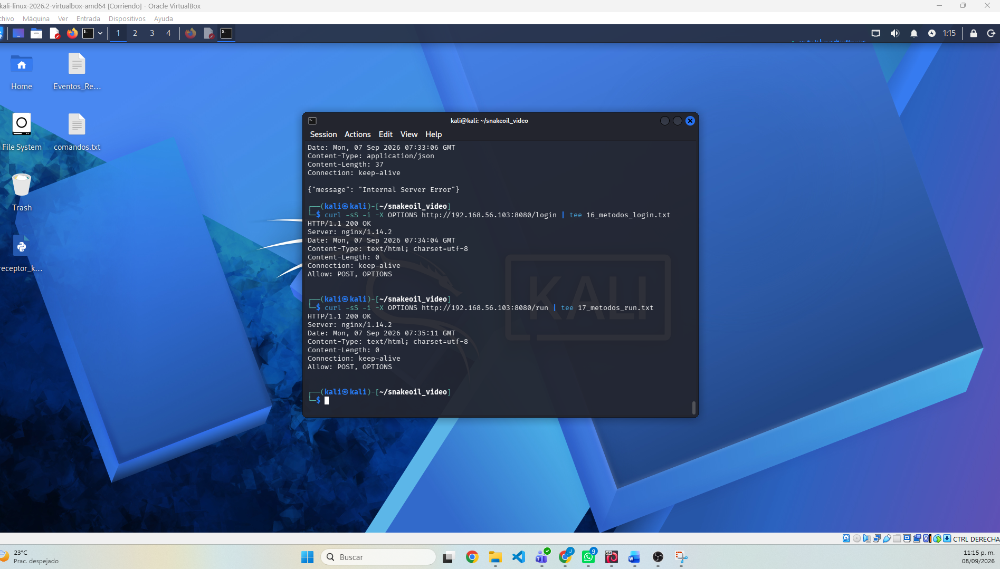 kali-linux-2026.2-virtualbox-amd64 [Corriendo] - Oracle VirtualBox
chivo Máquina Ver Entrada Dispositivos Ayuda
1 2 3 4 1:15
Home
Eventos_Re...
File System
comandos.txt
Trash
receptor_k...
kali@kali: ~/snakeoil_video
Session Actions Edit View Help
Date: Mon, 07 Sep 2026 07:33:06 GMT
Content-Type: application/json
Content-Length: 37
Connection: keep-alive
{"message": "Internal Server Error"}
┌──(kali㉿kali)-[~/snakeoil_video]
└─$ curl -sS -i -X OPTIONS http://192.168.56.103:8080/login | tee 16_metodos_login.txt
HTTP/1.1 200 OK
Server: nginx/1.14.2
Date: Mon, 07 Sep 2026 07:34:04 GMT
Content-Type: text/html; charset=utf-8
Content-Length: 0
Connection: keep-alive
Allow: POST, OPTIONS
┌──(kali㉿kali)-[~/snakeoil_video]
└─$ curl -sS -i -X OPTIONS http://192.168.56.103:8080/run | tee 17_metodos_run.txt
HTTP/1.1 200 OK
Server: nginx/1.14.2
Date: Mon, 07 Sep 2026 07:35:11 GMT
Content-Type: text/html; charset=utf-8
Content-Length: 0
Connection: keep-alive
Allow: POST, OPTIONS
┌──(kali㉿kali)-[~/snakeoil_video]
└─$
KALI
CTRL DERECHA
23°C
Prac. despejado
Buscar
J
9
x64
11:15 p. m.
08/09/2026